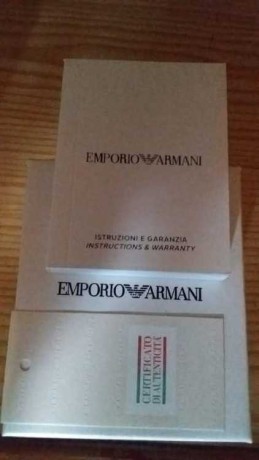 EMPORIO ARMANI
ISTRUZIONI E GARANZIA
INSTRUCTIONS & WARRANTY
EMPORIO ARMANI
CERTIFICATO
DI AUTENTICITÀ